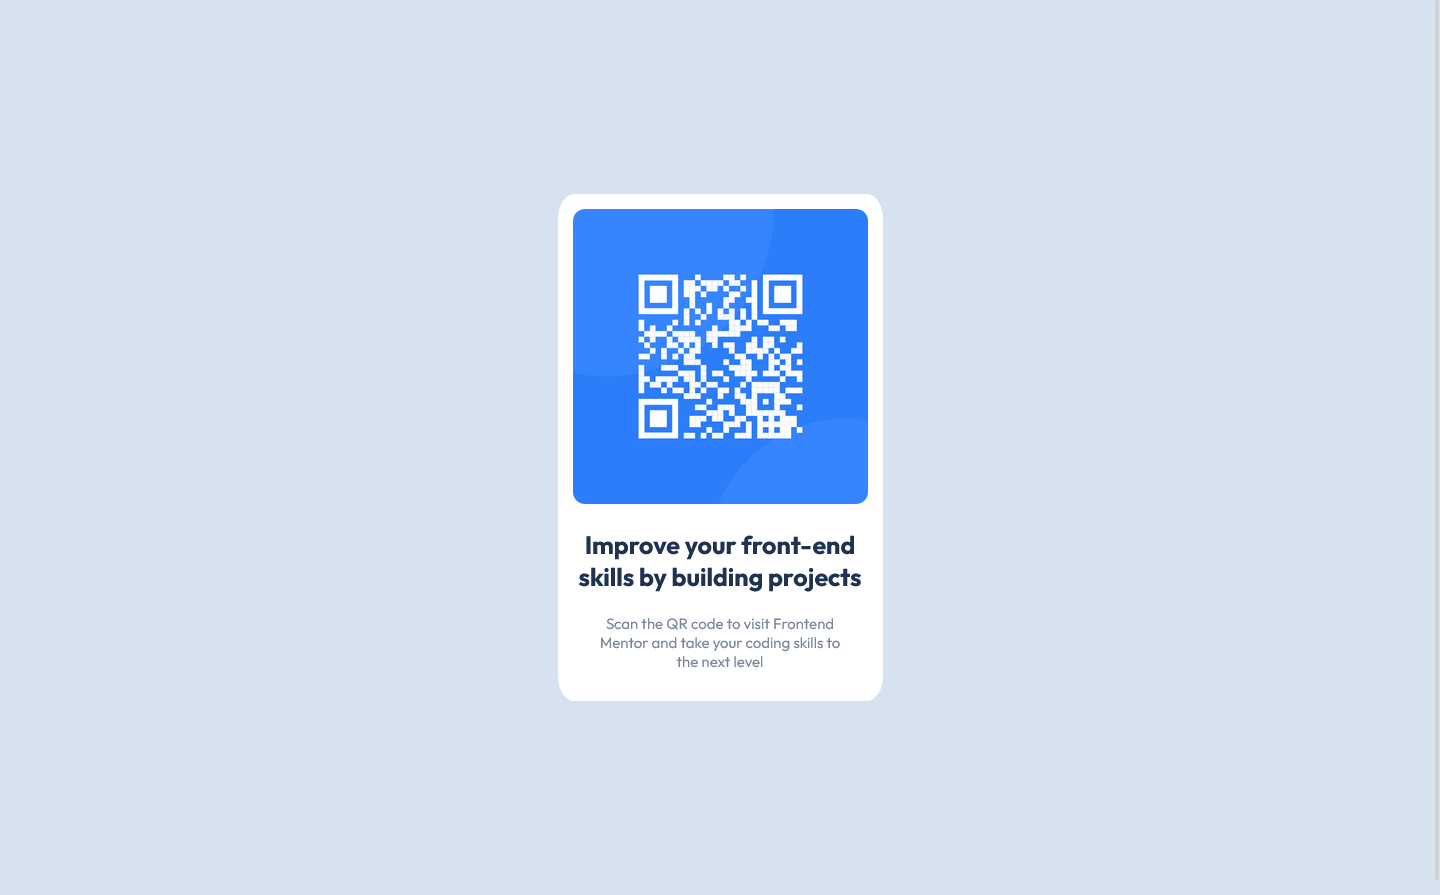 Improve your front-end
skills by building projects
Scan the QR code to visit Frontend
Mentor and take your coding skills to
the next level